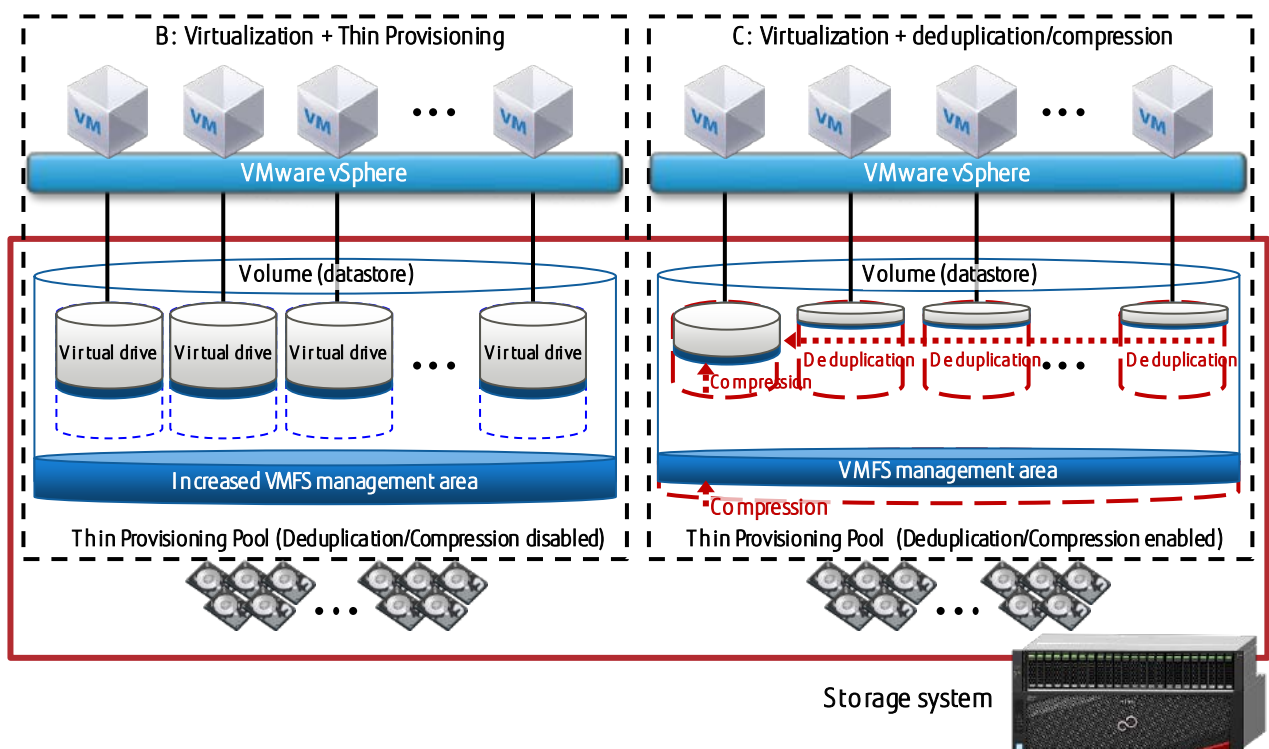 B: Virtualization + Thin Provisioning
VM VM VM ••• VM
VMware vSphere
Volume (datastore)
Virtual drive Virtual drive Virtual drive ••• Virtual drive
Increased VMFS management area
Thin Provisioning Pool (Deduplication/Compression disabled)
•••
C: Virtualization + deduplication/compression
VM VM VM ••• VM
VMware vSphere
Volume (datastore)
Deduplication Deduplication ••• Deduplication
Compression
VMFS management area
Compression
Thin Provisioning Pool (Deduplication/Compression enabled)
•••
Storage system